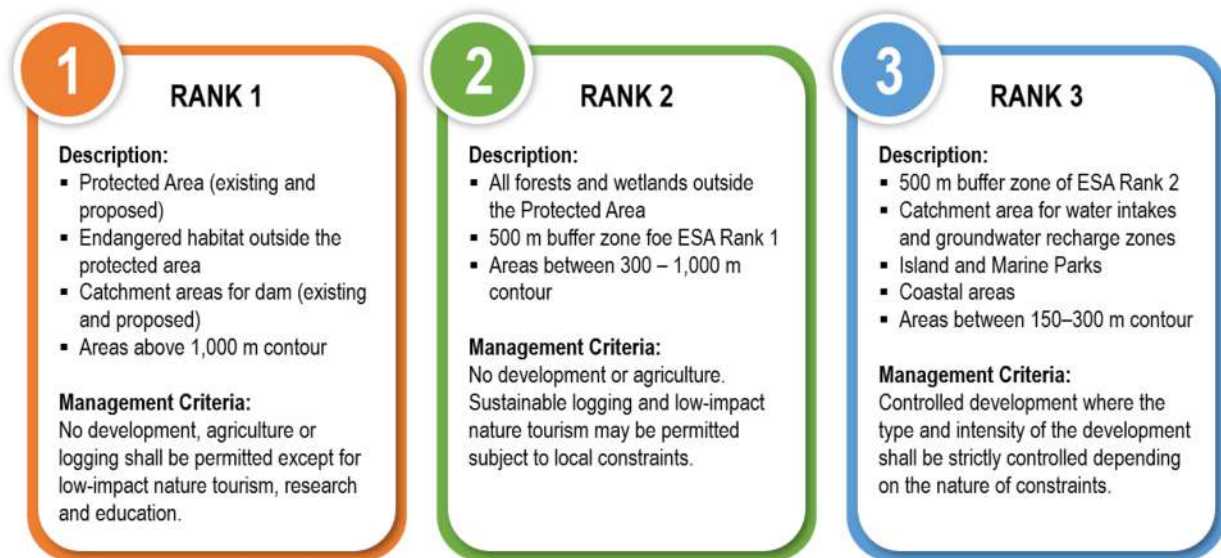 1
RANK 1
Description:
▪ Protected Area (existing and
proposed)
▪ Endangered habitat outside the
protected area
▪ Catchment areas for dam (existing
and proposed)
▪ Areas above 1,000 m contour
Management Criteria:
No development, agriculture or
logging shall be permitted except for
low-impact nature tourism, research
and education.
2
RANK 2
Description:
▪ All forests and wetlands outside
the Protected Area
▪ 500 m buffer zone foe ESA Rank 1
▪ Areas between 300 – 1,000 m
contour
Management Criteria:
No development or agriculture.
Sustainable logging and low-impact
nature tourism may be permitted
subject to local constraints.
3
RANK 3
Description:
▪ 500 m buffer zone of ESA Rank 2
▪ Catchment area for water intakes
and groundwater recharge zones
▪ Island and Marine Parks
▪ Coastal areas
▪ Areas between 150–300 m contour
Management Criteria:
Controlled development where the
type and intensity of the development
shall be strictly controlled depending
on the nature of constraints.